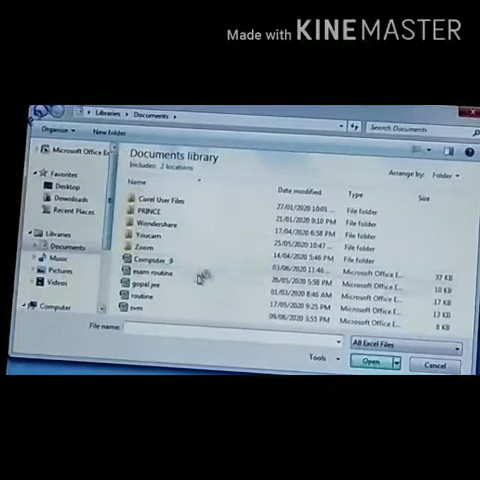 Made with KINEMASTER
Libraries Documents
Search Documents
Organize New folder
Microsoft Office Ex
Favorites
Desktop
Downloads
Recent Places
Libraries
Documents
Music
Pictures
Videos
Computer
Documents library
Includes: 2 locations
Arrange by: Folder
Name Date modified Type Size
Corel User Files 27/01/2020 10:01 ... File folder
PRINCE 21/01/2020 9:10 PM File folder
Wondershare 17/04/2020 6:58 PM File folder
Youcam 25/05/2020 10:47 ... File folder
Zoom 14/04/2020 5:46 PM File folder
Computer_9 03/06/2020 11:46 ... Microsoft Office E... 37 KB
exam routine 26/05/2020 5:58 PM Microsoft Office E... 10 KB
gopal jee 01/03/2020 8:46 AM Microsoft Office E... 17 KB
routine 17/05/2020 9:25 PM Microsoft Office E... 13 KB
svm 09/06/2020 3:55 PM Microsoft Office E... 8 KB
File name:
All Excel Files
Tools Open Cancel